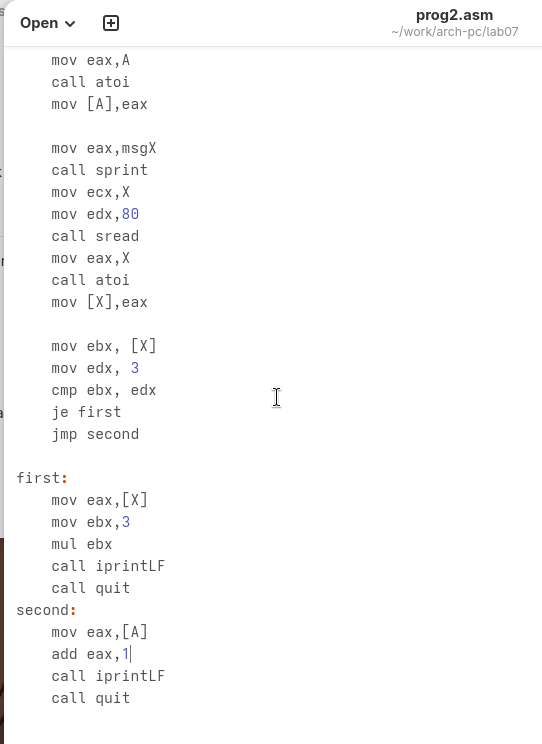 Open
prog2.asm
~/work/arch-pc/lab07
mov eax,A
call atoi
mov [A],eax
mov eax,msgX
call sprint
mov ecx,X
mov edx,80
call sread
mov eax,X
call atoi
mov [X],eax
mov ebx, [X]
mov edx, 3
cmp ebx, edx
je first
jmp second
first:
mov eax,[X]
mov ebx,3
mul ebx
call iprintLF
call quit
second:
mov eax,[A]
add eax,1
call iprintLF
call quit